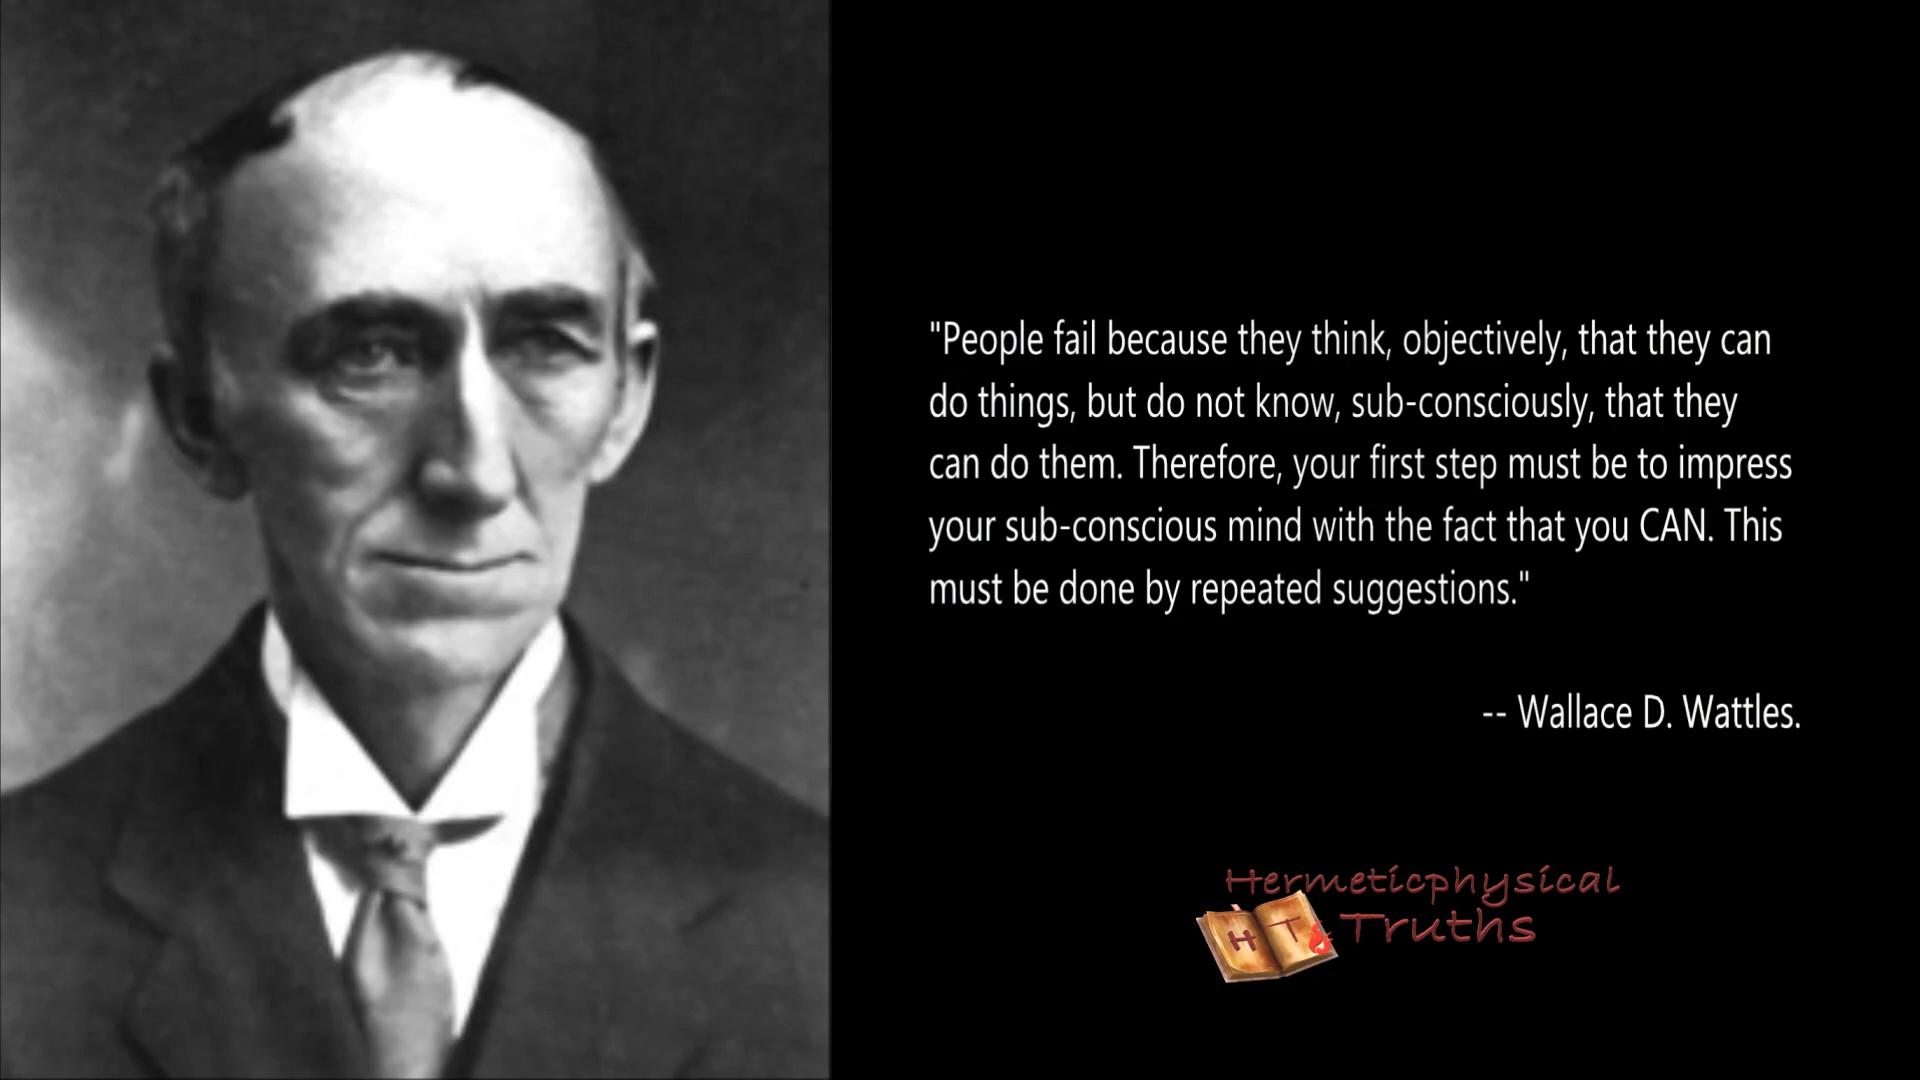 "People fail because they think, objectively, that they can
do things, but do not know, sub-consciously, that they
can do them. Therefore, your first step must be to impress
your sub-conscious mind with the fact that you CAN. This
must be done by repeated suggestions."
-- Wallace D. Wattles.
Hermeticphysical
H T Truths